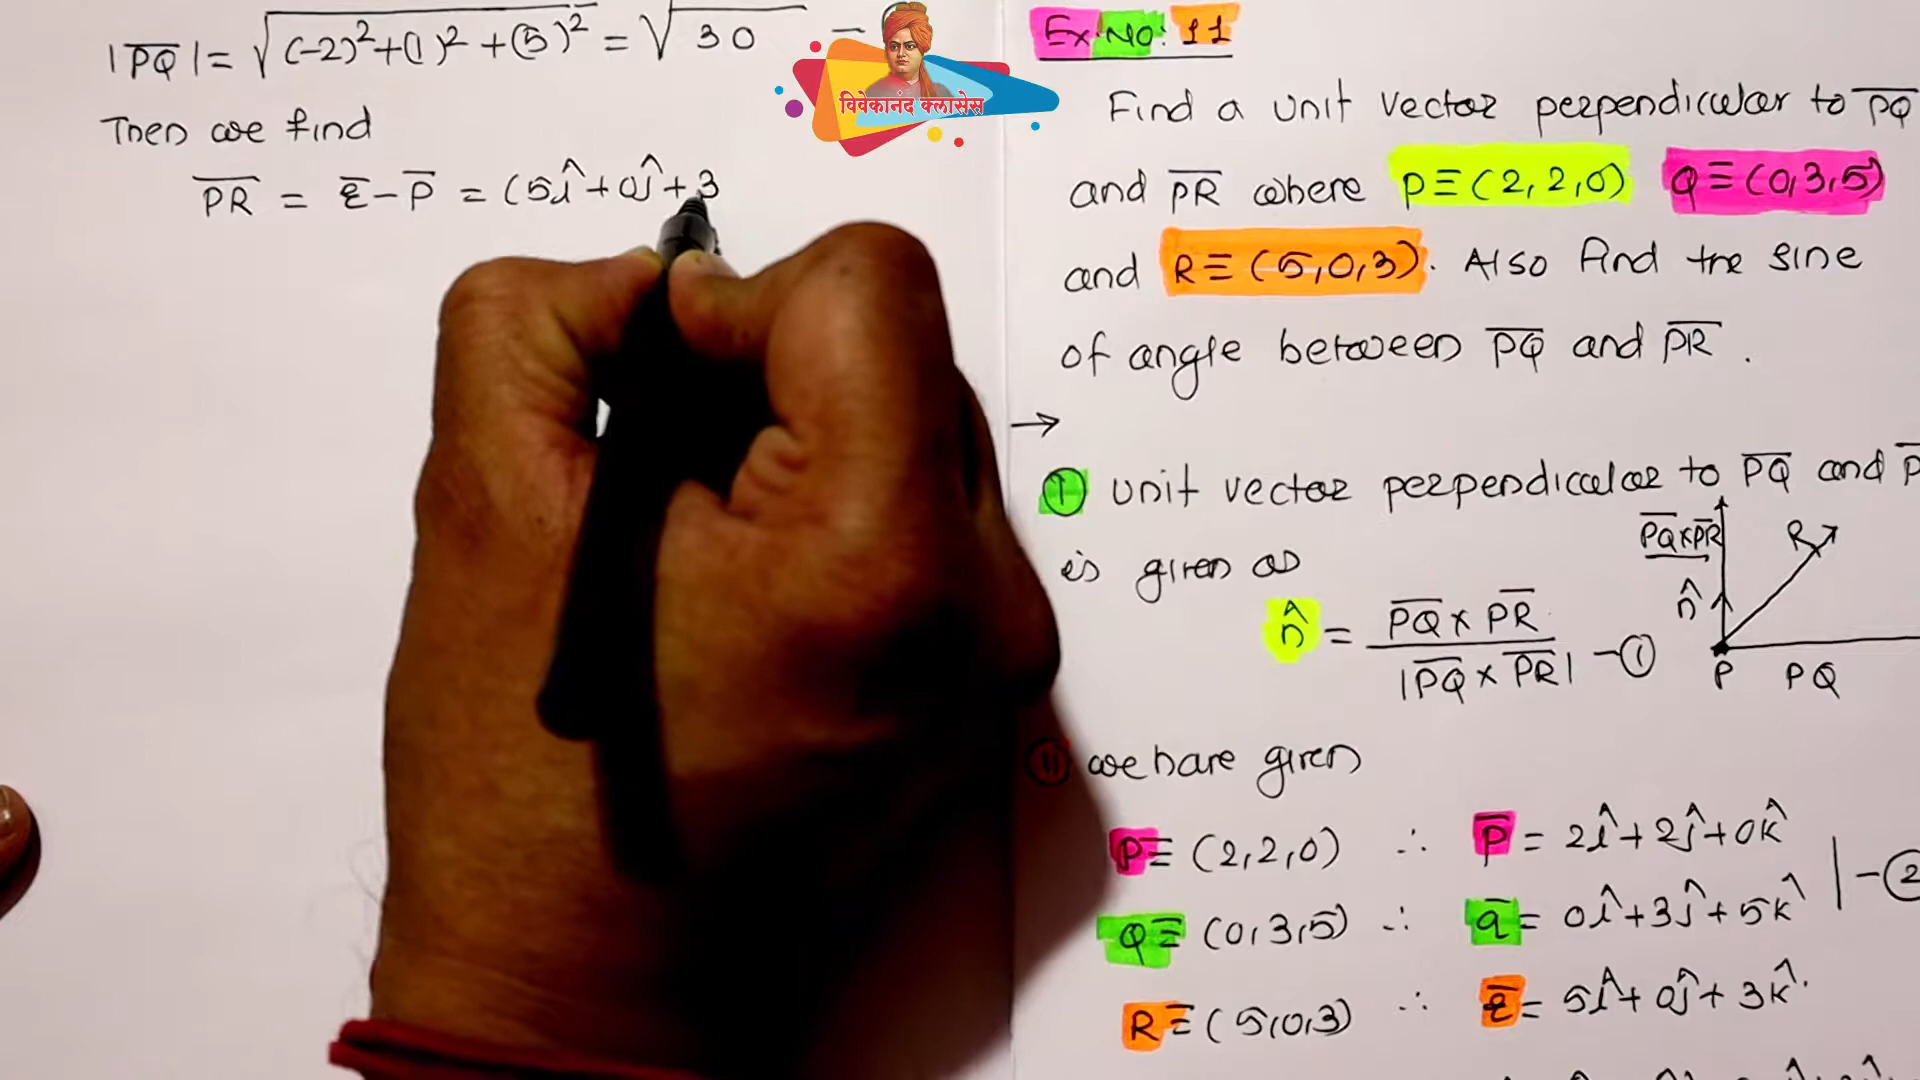 |PQ| = √(-2)²+(1)²+(5)² = √30 =
Then we find
PR = r̄ - p̄ = (5î+0ĵ+3
विवेकानंद क्लासेस
Ex. No: 11
Find a unit vector perpendicular to PQ
and PR where P≡(2,2,0) Q≡(0,3,5)
and R≡(5,0,3). Also find the sine
of angle between PQ and PR.
→
I unit vector perpendicular to PQ and P
is given as
n̂ = PQ × PR / |PQ × PR| –①
PQ×PR
R
n̂
P PQ
II we have given
P≡ (2,2,0) ∴ p̄ = 2î+2ĵ+0k̂
Q≡ (0,3,5) ∴ q̄ = 0î+3ĵ+5k̂ | –②
R≡ (5,0,3) ∴ r̄ = 5î+0ĵ+3k̂.